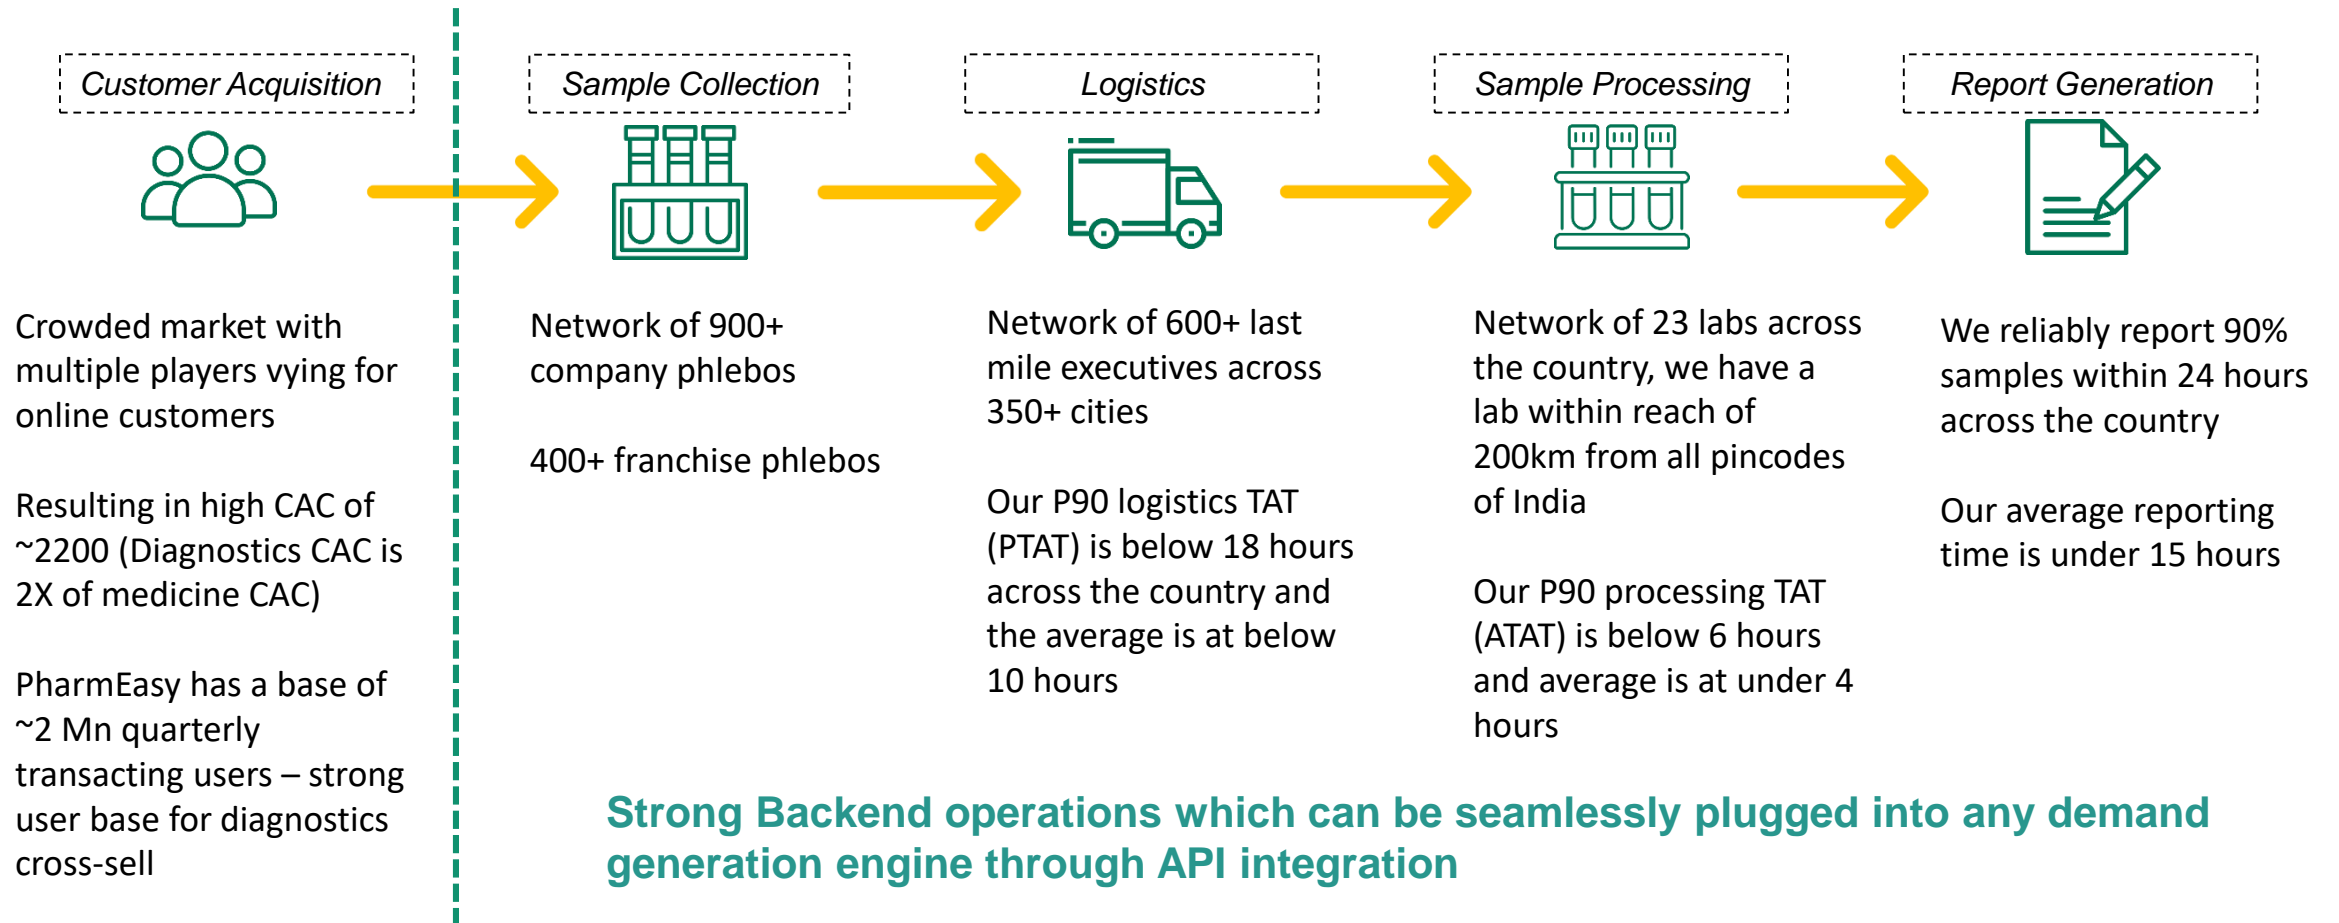 Customer Acquisition
Crowded market with
multiple players vying for
online customers
Resulting in high CAC of
~2200 (Diagnostics CAC is
2X of medicine CAC)
PharmEasy has a base of
~2 Mn quarterly
transacting users – strong
user base for diagnostics
cross-sell
Sample Collection
Network of 900+
company phlebos
400+ franchise phlebos
Logistics
Network of 600+ last
mile executives across
350+ cities
Our P90 logistics TAT
(PTAT) is below 18 hours
across the country and
the average is at below
10 hours
Sample Processing
Network of 23 labs across
the country, we have a
lab within reach of
200km from all pincodes
of India
Our P90 processing TAT
(ATAT) is below 6 hours
and average is at under 4
hours
Report Generation
We reliably report 90%
samples within 24 hours
across the country
Our average reporting
time is under 15 hours
Strong Backend operations which can be seamlessly plugged into any demand
generation engine through API integration